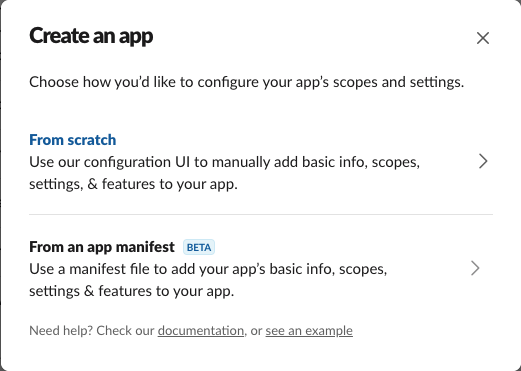 Create an app
Choose how you'd like to configure your app's scopes and settings.
From scratch
Use our configuration UI to manually add basic info, scopes,
settings, & features to your app.
From an app manifest BETA
Use a manifest file to add your app's basic info, scopes,
settings & features to your app.
Need help? Check our documentation, or see an example